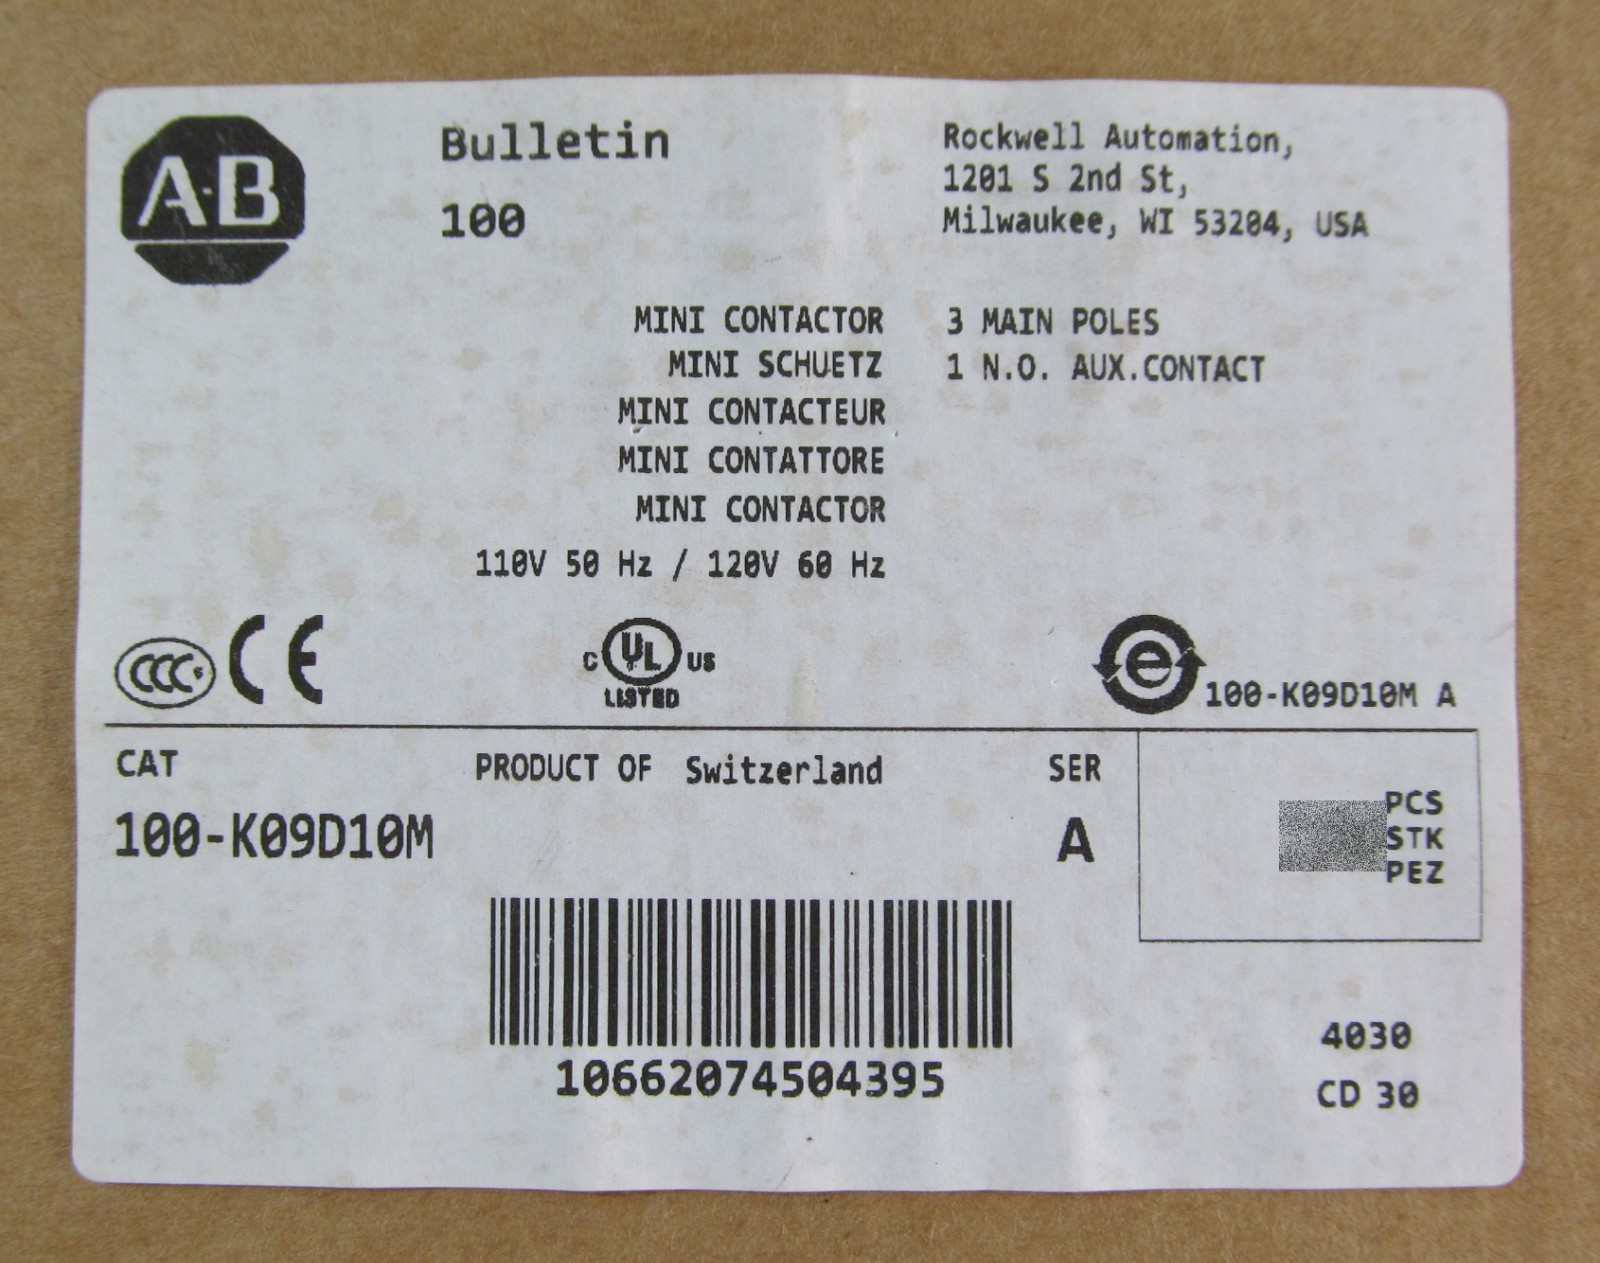 A-B
Bulletin
100
Rockwell Automation,
1201 S 2nd St,
Milwaukee, WI 53204, USA
MINI CONTACTOR
MINI SCHUETZ
MINI CONTACTEUR
MINI CONTATTORE
MINI CONTACTOR
110V 50 Hz / 120V 60 Hz
3 MAIN POLES
1 N.O. AUX.CONTACT
CCC
CE
C UL US
LISTED
e
100-K09D10M A
CAT
100-K09D10M
PRODUCT OF Switzerland
SER
A
PCS
STK
PEZ
10662074504395
4030
CD 30